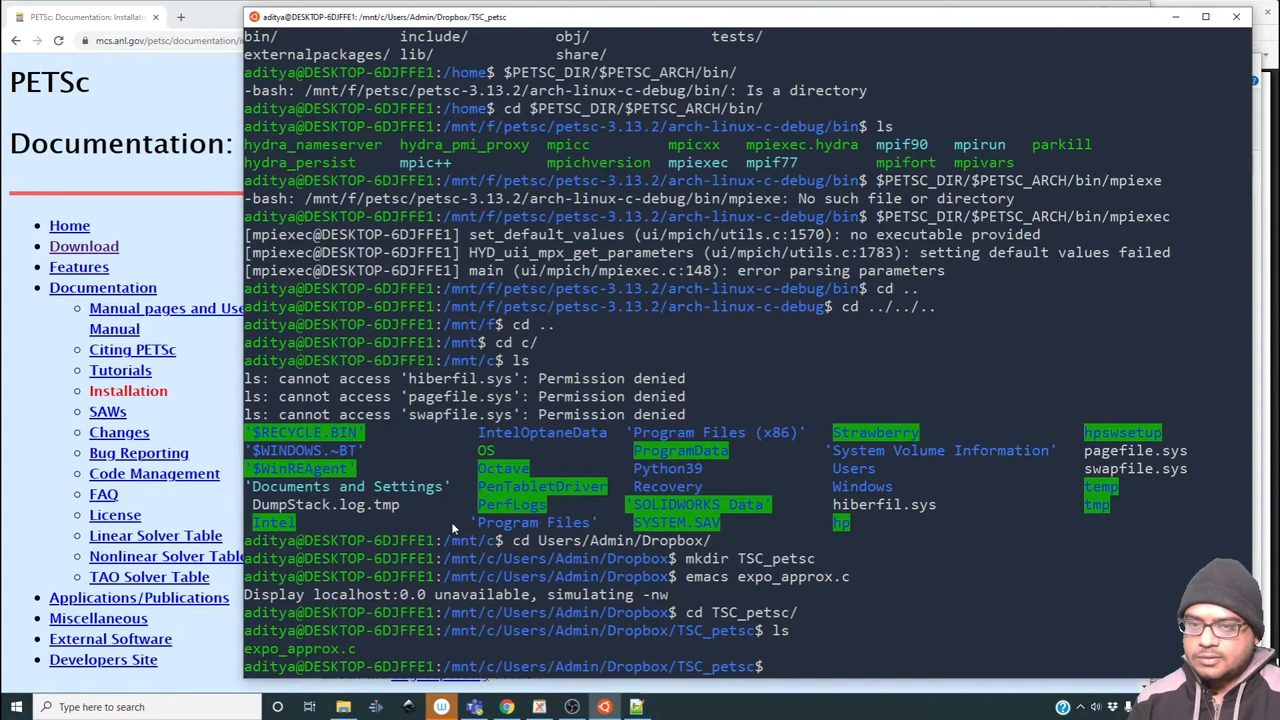 PETSc: Documentation: Installati
mcs.anl.gov/petsc/documentation/i
PETSc
Documentation:
Home
Download
Features
Documentation
Manual pages and Use
Manual
Citing PETSc
Tutorials
Installation
SAWs
Changes
Bug Reporting
Code Management
FAQ
License
Linear Solver Table
Nonlinear Solver Table
TAO Solver Table
Applications/Publications
Miscellaneous
External Software
Developers Site
aditya@DESKTOP-6DJFFE1: /mnt/c/Users/Admin/Dropbox/TSC_petsc
bin/ include/ obj/ tests/
externalpackages/ lib/ share/
aditya@DESKTOP-6DJFFE1:/home$ $PETSC_DIR/$PETSC_ARCH/bin/
-bash: /mnt/f/petsc/petsc-3.13.2/arch-linux-c-debug/bin/: Is a directory
aditya@DESKTOP-6DJFFE1:/home$ cd $PETSC_DIR/$PETSC_ARCH/bin/
aditya@DESKTOP-6DJFFE1:/mnt/f/petsc/petsc-3.13.2/arch-linux-c-debug/bin$ ls
hydra_nameserver hydra_pmi_proxy mpicc mpicxx mpiexec.hydra mpif90 mpirun parkill
hydra_persist mpic++ mpichversion mpiexec mpif77 mpifort mpivars
aditya@DESKTOP-6DJFFE1:/mnt/f/petsc/petsc-3.13.2/arch-linux-c-debug/bin$ $PETSC_DIR/$PETSC_ARCH/bin/mpiexe
-bash: /mnt/f/petsc/petsc-3.13.2/arch-linux-c-debug/bin/mpiexe: No such file or directory
aditya@DESKTOP-6DJFFE1:/mnt/f/petsc/petsc-3.13.2/arch-linux-c-debug/bin$ $PETSC_DIR/$PETSC_ARCH/bin/mpiexec
[mpiexec@DESKTOP-6DJFFE1] set_default_values (ui/mpich/utils.c:1570): no executable provided
[mpiexec@DESKTOP-6DJFFE1] HYD_uii_mpx_get_parameters (ui/mpich/utils.c:1783): setting default values failed
[mpiexec@DESKTOP-6DJFFE1] main (ui/mpich/mpiexec.c:148): error parsing parameters
aditya@DESKTOP-6DJFFE1:/mnt/f/petsc/petsc-3.13.2/arch-linux-c-debug/bin$ cd ..
aditya@DESKTOP-6DJFFE1:/mnt/f/petsc/petsc-3.13.2/arch-linux-c-debug$ cd ../../..
aditya@DESKTOP-6DJFFE1:/mnt/f$ cd ..
aditya@DESKTOP-6DJFFE1:/mnt$ cd c/
aditya@DESKTOP-6DJFFE1:/mnt/c$ ls
ls: cannot access 'hiberfil.sys': Permission denied
ls: cannot access 'pagefile.sys': Permission denied
ls: cannot access 'swapfile.sys': Permission denied
'$RECYCLE.BIN' IntelOptaneData 'Program Files (x86)' Strawberry hpswsetup
'$WINDOWS.~BT' OS ProgramData 'System Volume Information' pagefile.sys
'$WinREAgent' Octave Python39 Users swapfile.sys
'Documents and Settings' PenTabletDriver Recovery Windows temp
DumpStack.log.tmp PerfLogs 'SOLIDWORKS Data' hiberfil.sys tmp
Intel 'Program Files' SYSTEM.SAV hp
aditya@DESKTOP-6DJFFE1:/mnt/c$ cd Users/Admin/Dropbox/
aditya@DESKTOP-6DJFFE1:/mnt/c/Users/Admin/Dropbox$ mkdir TSC_petsc
aditya@DESKTOP-6DJFFE1:/mnt/c/Users/Admin/Dropbox$ emacs expo_approx.c
Display localhost:0.0 unavailable, simulating -nw
aditya@DESKTOP-6DJFFE1:/mnt/c/Users/Admin/Dropbox$ cd TSC_petsc/
aditya@DESKTOP-6DJFFE1:/mnt/c/Users/Admin/Dropbox/TSC_petsc$ ls
expo_approx.c
aditya@DESKTOP-6DJFFE1:/mnt/c/Users/Admin/Dropbox/TSC_petsc$
Type here to search